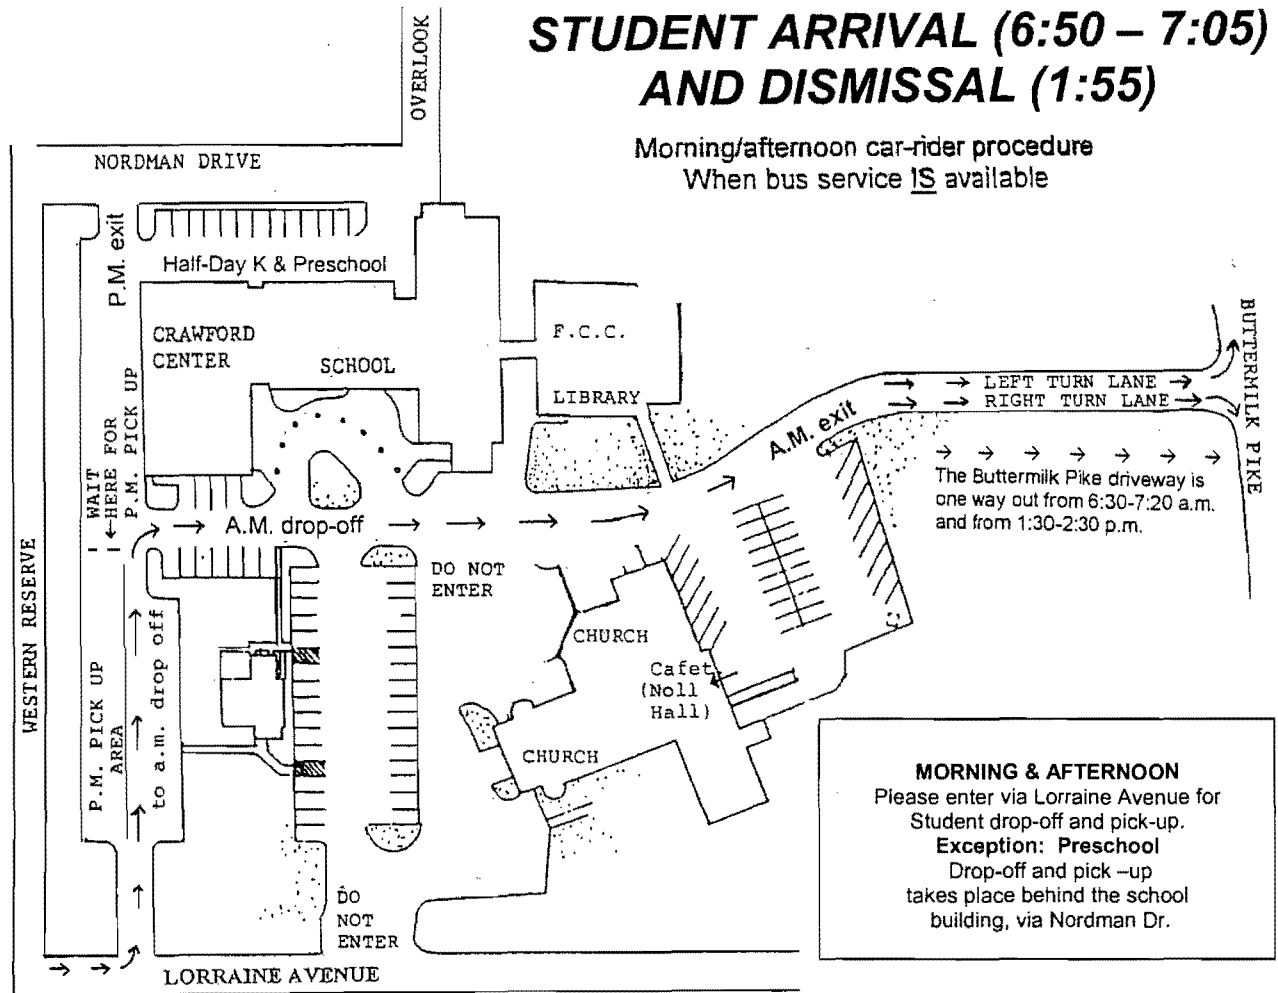 STUDENT ARRIVAL (6:50 – 7:05)
AND DISMISSAL (1:55)
Morning/afternoon car-rider procedure
When bus service IS available
OVERLOOK
NORDMAN DRIVE
P.M. exit
Half-Day K & Preschool
CRAWFORD
CENTER
SCHOOL
F.C.C.
LIBRARY
BUTTERMILK PIKE
LEFT TURN LANE
RIGHT TURN LANE
A.M. exit
The Buttermilk Pike driveway is
one way out from 6:30-7:20 a.m.
and from 1:30-2:30 p.m.
WAIT
HERE FOR
P.M. PICK UP
A.M. drop-off
DO NOT
ENTER
WESTERN RESERVE
P.M. PICK UP
AREA
to a.m. drop off
CHURCH
Cafet
(Noll
Hall)
CHURCH
MORNING & AFTERNOON
Please enter via Lorraine Avenue for
Student drop-off and pick-up.
Exception: Preschool
Drop-off and pick –up
takes place behind the school
building, via Nordman Dr.
DO
NOT
ENTER
LORRAINE AVENUE